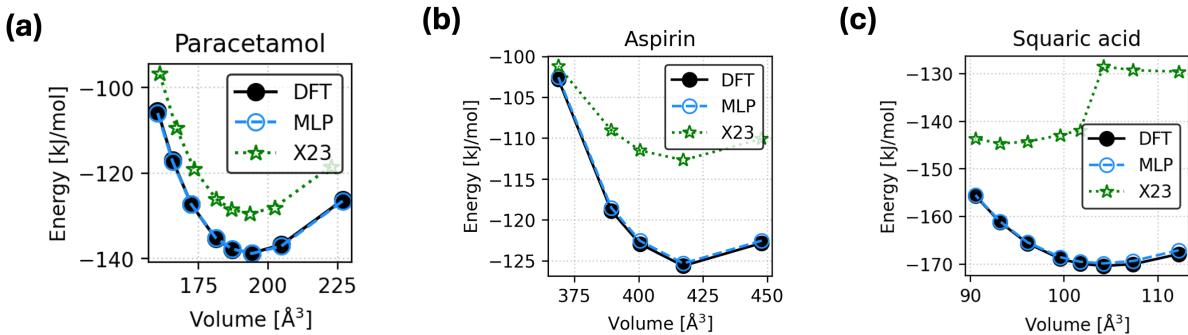 (a)
Paracetamol
Energy [kJ/mol]
−100
−120
−140
175
200
225
Volume [Å³]
DFT
MLP
X23
(b)
Aspirin
Energy [kJ/mol]
−100
−105
−110
−115
−120
−125
375
400
425
450
Volume [Å³]
DFT
MLP
X23
(c)
Squaric acid
Energy [kJ/mol]
−130
−140
−150
−160
−170
90
100
110
Volume [Å³]
DFT
MLP
X23